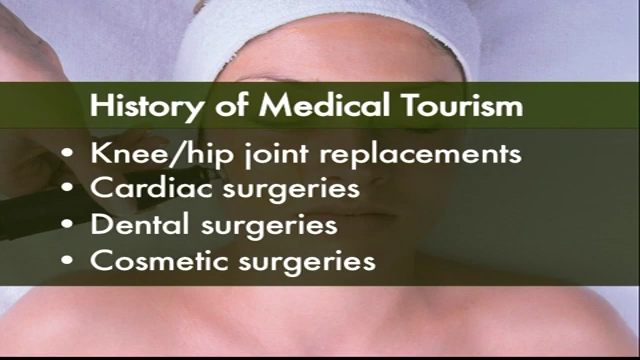 History of Medical Tourism
• Knee/hip joint replacements
• Cardiac surgeries
• Dental surgeries
• Cosmetic surgeries